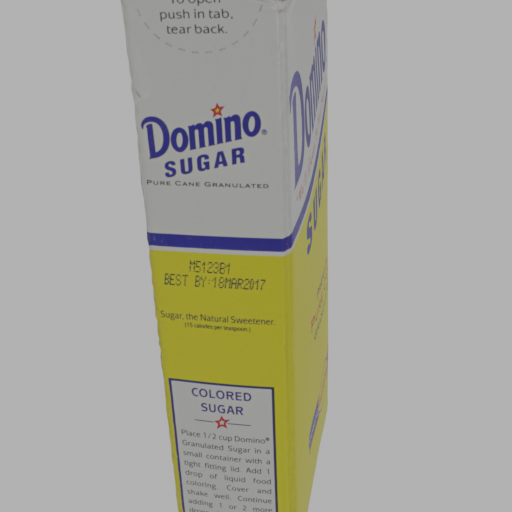 To open
push in tab,
tear back.
Domino®
SUGAR
PURE CANE GRANULATED
M5123B1
BEST BY:18MAR2017
Sugar, the Natural Sweetener
(15 calories per teaspoon.)
COLORED
SUGAR
Place 1/2 cup Domino®
Granulated Sugar in a
small container with a
tight fitting lid. Add 1
drop of liquid food
coloring. Cover and
shake well. Continue
adding 1 or 2 more
Domino
SUGAR